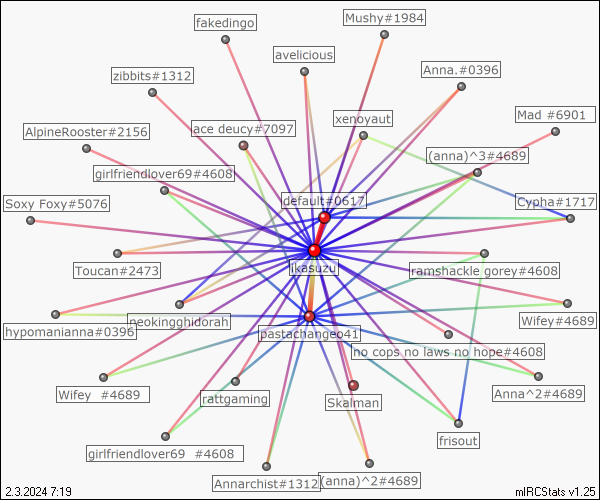 Mushy#1984
fakedingo
avelicious
Anna.#0396
zibbits#1312
xenoyaut
Mad #6901
AlpineRooster#2156
ace deucy#7097
(anna)^3#4689
girlfriendlover69#4608
default#0617
Cypha#1717
Soxy Foxy#5076
Toucan#2473
ikasuzu
ramshackle gorey#4608
hypomanianna#0396
neokingghidorah
pastachangeo41
Wifey#4689
no cops no laws no hope#4608
Wifey #4689
rattgaming
Skalman
Anna^2#4689
girlfriendlover69 #4608
frisout
Annarchist#1312
(anna)^2#4689
2.3.2024 7:19
mIRCStats v1.25